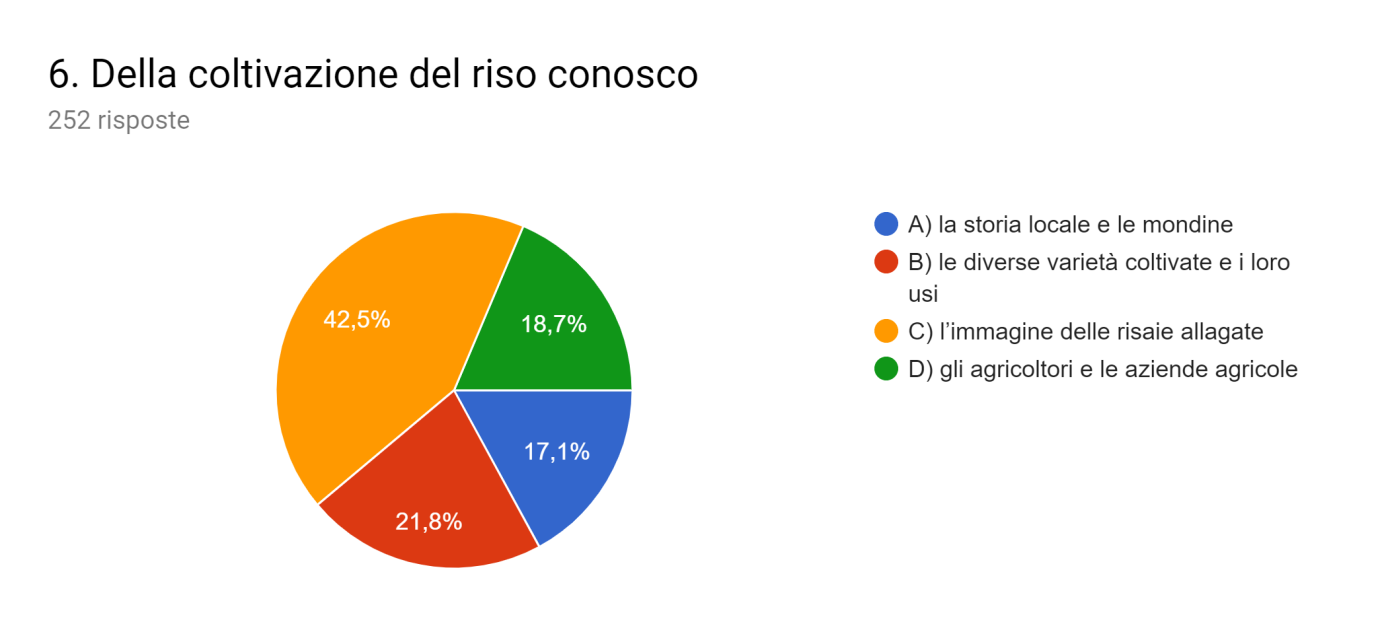 6. Della coltivazione del riso conosco
252 risposte
42,5%
18,7%
17,1%
21,8%
A) la storia locale e le mondine
B) le diverse varietà coltivate e i loro
usi
C) l’immagine delle risaie allagate
D) gli agricoltori e le aziende agricole